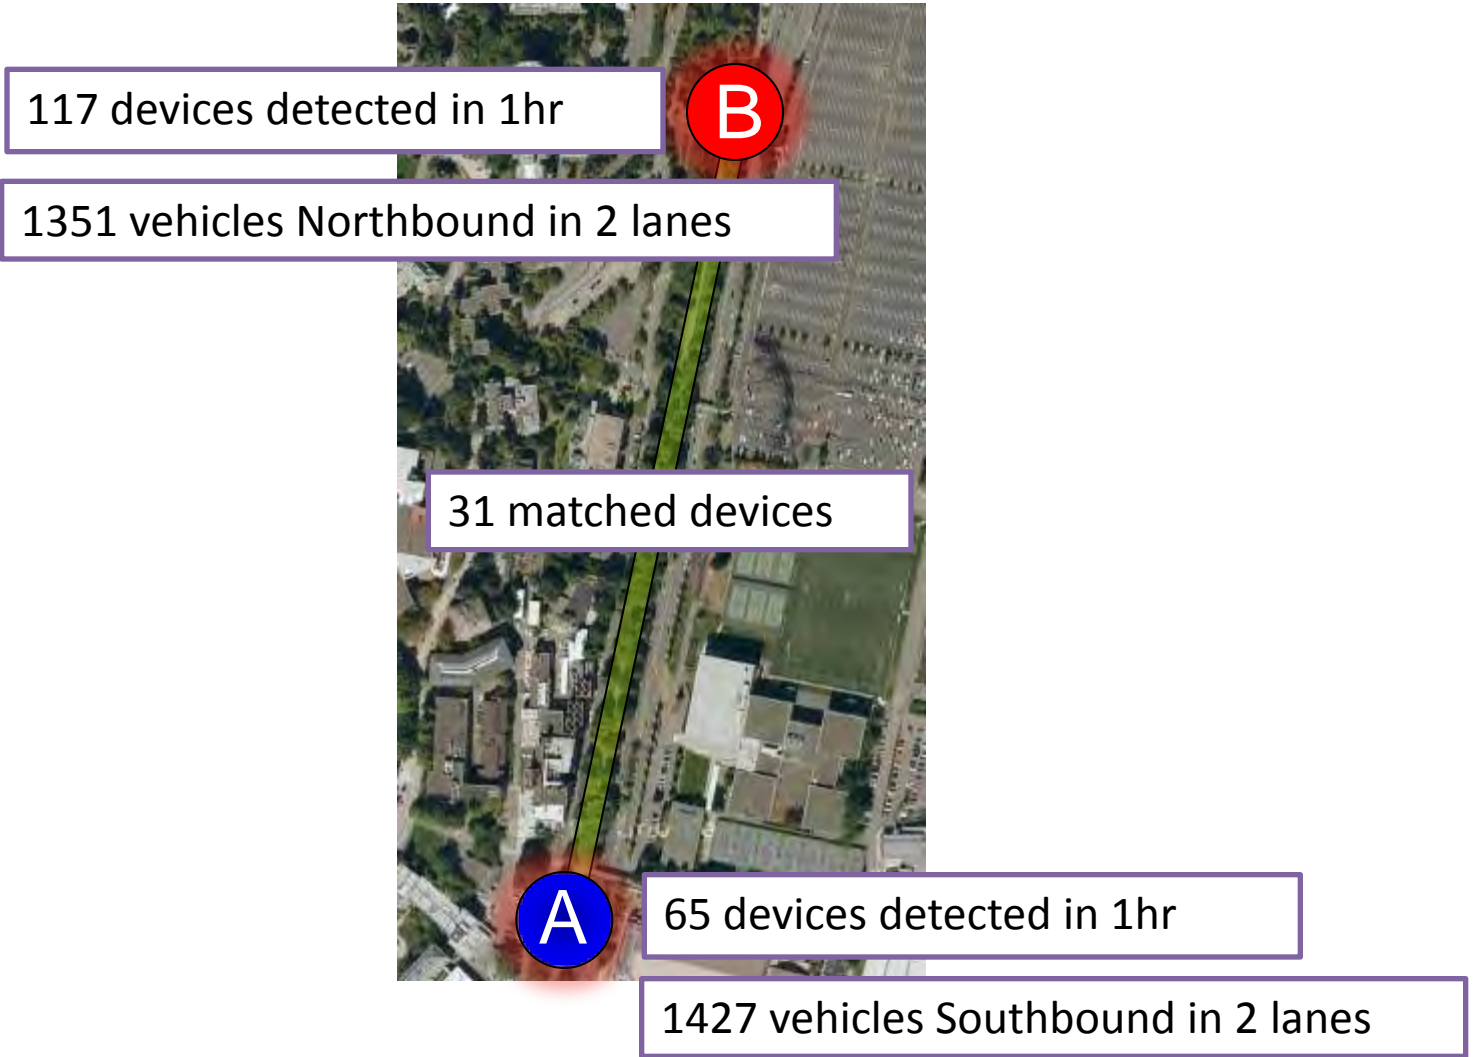 117 devices detected in 1hr
B
1351 vehicles Northbound in 2 lanes
31 matched devices
A
65 devices detected in 1hr
1427 vehicles Southbound in 2 lanes